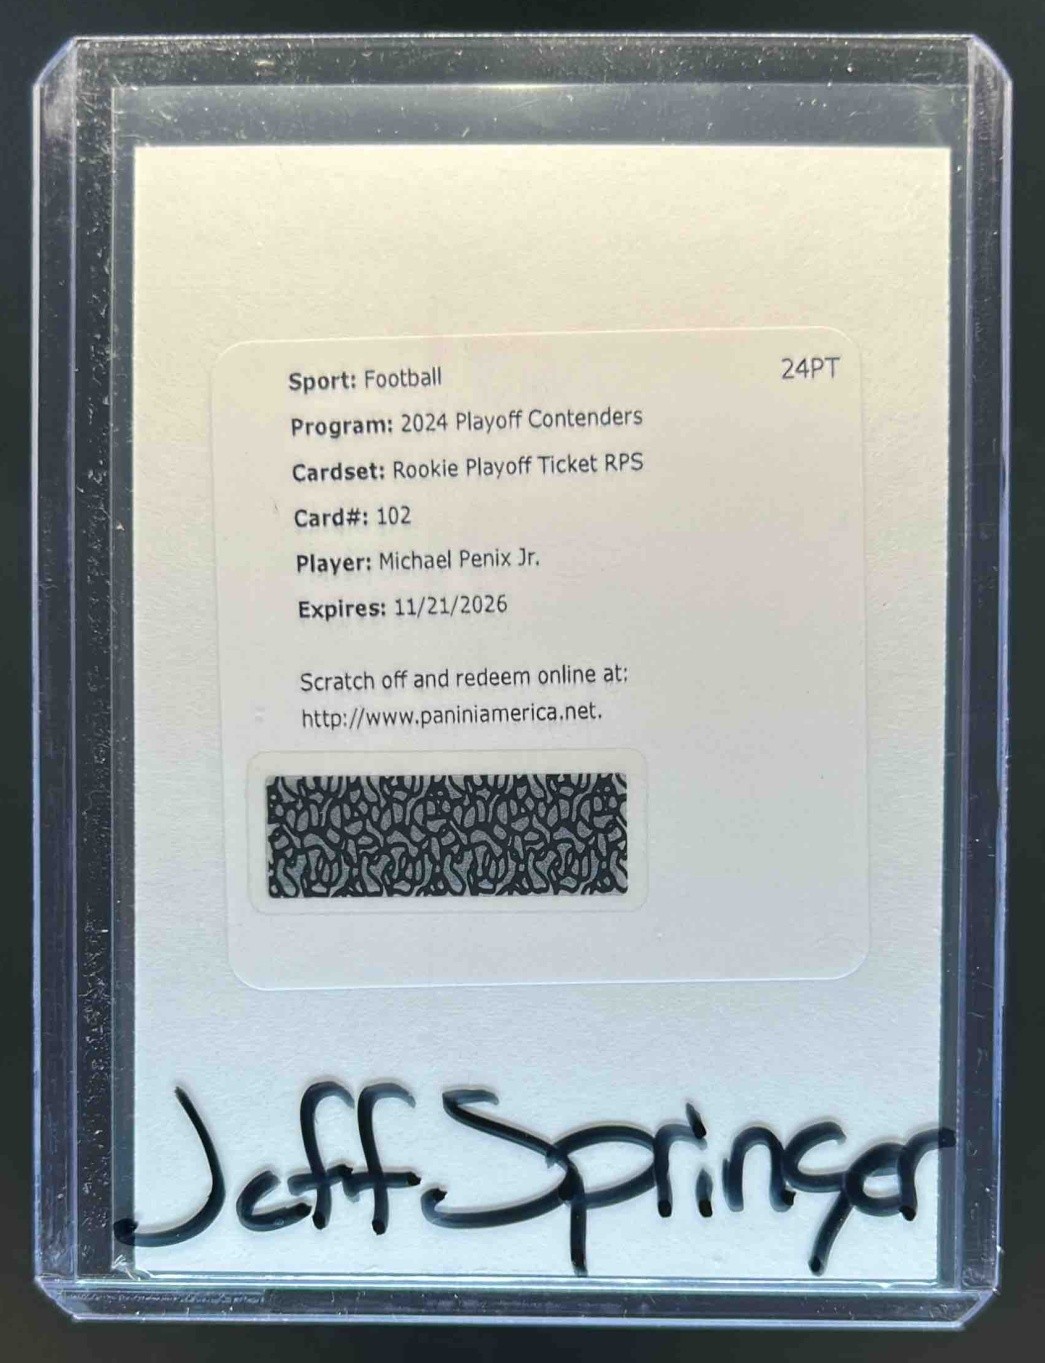 Sport: Football
24PT
Program: 2024 Playoff Contenders
Cardset: Rookie Playoff Ticket RPS
Card#: 102
Player: Michael Penix Jr.
Expires: 11/21/2026
Scratch off and redeem online at:
http://www.paniniamerica.net.
Jeff Springer